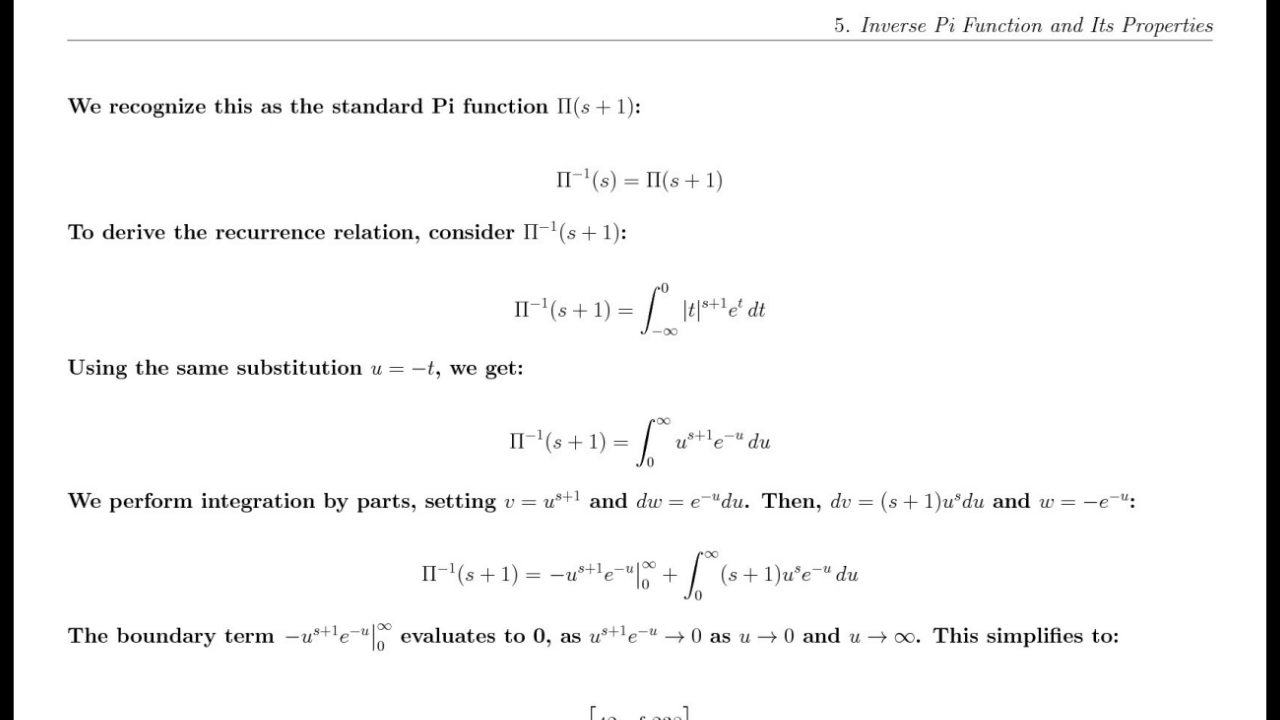 5. Inverse Pi Function and Its Properties
We recognize this as the standard Pi function Π(s + 1):
Π⁻¹(s) = Π(s + 1)
To derive the recurrence relation, consider Π⁻¹(s + 1):
Π⁻¹(s + 1) = ∫_{−∞}^{0} |t|^{s+1} e^t dt
Using the same substitution u = −t, we get:
Π⁻¹(s + 1) = ∫_0^∞ u^{s+1} e^{−u} du
We perform integration by parts, setting v = u^{s+1} and dw = e^{−u}du. Then, dv = (s + 1)u^s du and w = −e^{−u}:
Π⁻¹(s + 1) = −u^{s+1} e^{−u}|_0^∞ + ∫_0^∞ (s + 1)u^s e^{−u} du
The boundary term −u^{s+1} e^{−u}|_0^∞ evaluates to 0, as u^{s+1} e^{−u} → 0 as u → 0 and u → ∞. This simplifies to: